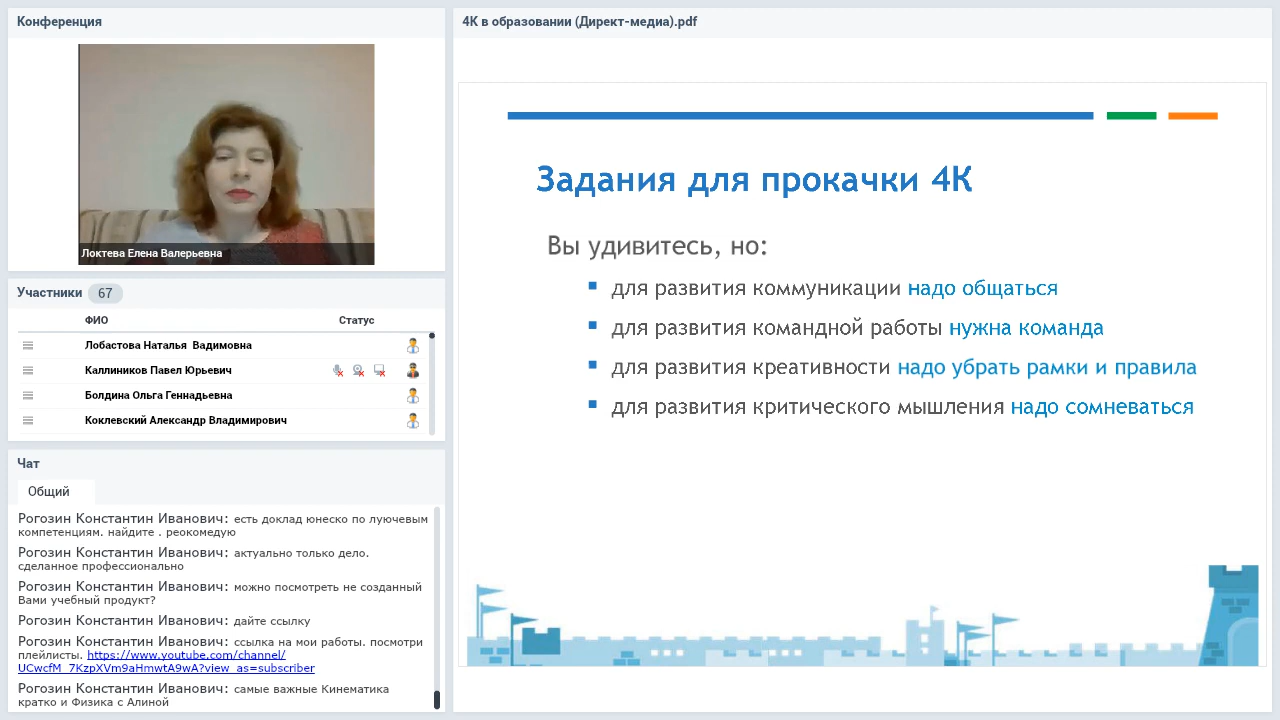 Конференция
Локтева Елена Валерьевна
Участники 67
ФИО Статус
Лобастова Наталья Вадимовна
Каллиников Павел Юрьевич
Болдина Ольга Геннадьевна
Коклевский Александр Владимирович
Чат
Общий
Рогозин Константин Иванович: есть доклад юнеско по луючевым
компетенциям. найдите . реокомедую
Рогозин Константин Иванович: актуально только дело.
сделанное профессионально
Рогозин Константин Иванович: можно посмотреть не созданный
Вами учебный продукт?
Рогозин Константин Иванович: дайте ссылку
Рогозин Константин Иванович: ссылка на мои работы. посмотри
плейлисты. https://www.youtube.com/channel/
UCwcfM_7KzpXVm9aHmwtA9wA?view_as=subscriber
Рогозин Константин Иванович: самые важные Кинематика
кратко и Физика с Алиной
4К в образовании (Директ-медиа).pdf
Задания для прокачки 4К
Вы удивитесь, но:
для развития коммуникации надо общаться
для развития командной работы нужна команда
для развития креативности надо убрать рамки и правила
для развития критического мышления надо сомневаться